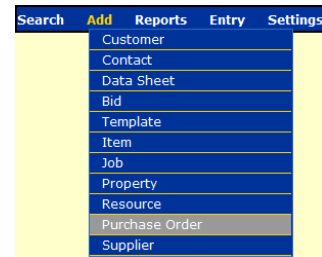 Search Add Reports Entry Settings
Customer
Contact
Data Sheet
Bid
Template
Item
Job
Property
Resource
Purchase Order
Supplier